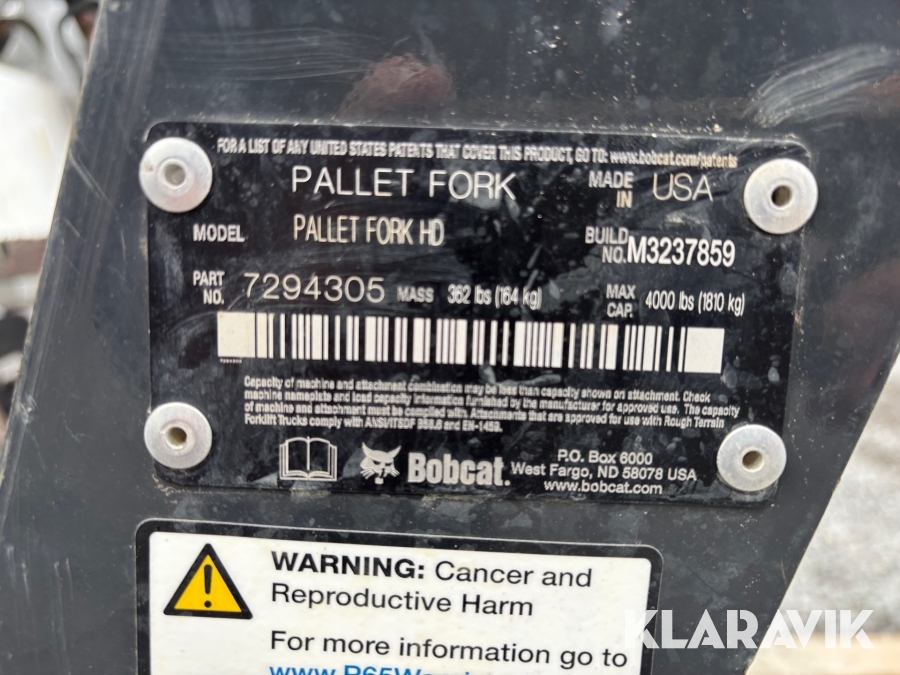 FOR A LIST OF ANY UNITED STATES PATENTS THAT COVER THIS PRODUCT, GO TO: www.bobcat.com/patents
PALLET FORK MADE IN USA
MODEL PALLET FORK HD BUILD NO. M3237859
PART NO. 7294305 MASS 362 lbs (164 kg) MAX CAP. 4000 lbs (1810 kg)
Capacity of machine and attachment combination may be less than capacity shown on attachment. Check
machine nameplate and load capacity information furnished by the manufacturer for approved use. The capacity
of machine and attachment must be complied with. Attachments that are approved for use with Rough Terrain
Forklift Trucks comply with ANSI/ITSDF and
Bobcat.
P.O. Box 6000
West Fargo, ND 58078 USA
www.bobcat.com
WARNING: Cancer and
Reproductive Harm
For more information go to
KLARAVIK